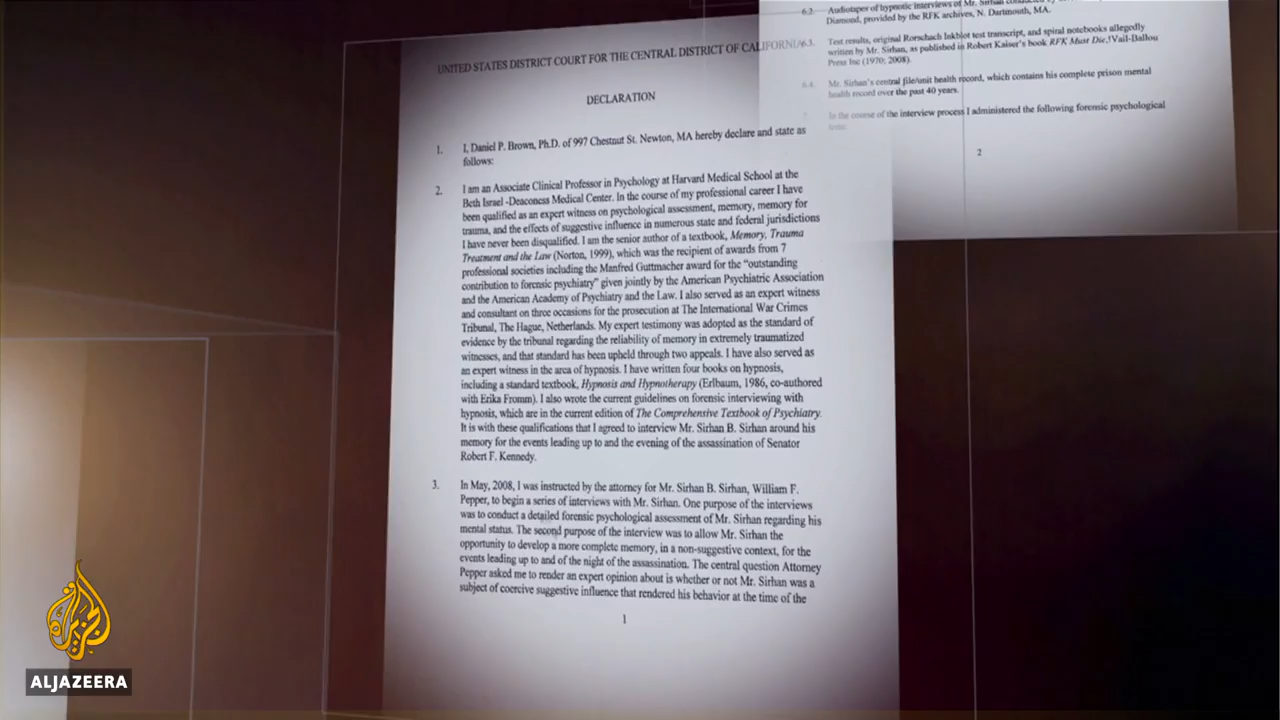 UNITED STATES DISTRICT COURT FOR THE CENTRAL DISTRICT OF CALIFORNI
DECLARATION
1. I, Daniel P. Brown, Ph.D. of 997 Chestnut St. Newton, MA hereby declare and state as
follows:
2. I am an Associate Clinical Professor in Psychology at Harvard Medical School at the
Beth Israel -Deaconess Medical Center. In the course of my professional career I have
been qualified as an expert witness on psychological assessment, memory, memory for
trauma, and the effects of suggestive influence in numerous state and federal jurisdictions
I have never been disqualified. I am the senior author of a textbook, Memory, Trauma
Treatment and the Law (Norton, 1999), which was the recipient of awards from 7
professional societies including the Manfred Guttmacher award for the “outstanding
contribution to forensic psychiatry” given jointly by the American Psychiatric Association
and the American Academy of Psychiatry and the Law. I also served as an expert witness
and consultant on three occasions for the prosecution at The International War Crimes
Tribunal, The Hague, Netherlands. My expert testimony was adopted as the standard of
evidence by the tribunal regarding the reliability of memory in extremely traumatized
witnesses, and that standard has been upheld through two appeals. I have also served as
an expert witness in the area of hypnosis. I have written four books on hypnosis,
including a standard textbook, Hypnosis and Hypnotherapy (Erlbaum, 1986, co-authored
with Erika Fromm). I also wrote the current guidelines on forensic interviewing with
hypnosis, which are in the current edition of The Comprehensive Textbook of Psychiatry.
It is with these qualifications that I agreed to interview Mr. Sirhan B. Sirhan around his
memory for the events leading up to and the evening of the assassination of Senator
Robert F. Kennedy.
3. In May, 2008, I was instructed by the attorney for Mr. Sirhan B. Sirhan, William F.
Pepper, to begin a series of interviews with Mr. Sirhan. One purpose of the interviews
was to conduct a detailed forensic psychological assessment of Mr. Sirhan regarding his
mental status. The second purpose of the interview was to allow Mr. Sirhan the
opportunity to develop a more complete memory, in a non-suggestive context, for the
events leading up to and of the night of the assassination. The central question Attorney
Pepper asked me to render an expert opinion about is whether or not Mr. Sirhan was a
subject of coercive suggestive influence that rendered his behavior at the time of the
1
6.2. Audiotapes of hypnotic interviews of Mr. Sirhan conducted by
Diamond, provided by the RFK archives, N. Dartmouth, MA.
6.3. Test results, original Rorschach Inkblot test transcript, and spiral notebooks allegedly
written by Mr. Sirhan, as published in Robert Kaiser's book RFK Must Die,!Vail-Ballou
Press Inc (1970; 2008).
6.4. Mr. Sirhan's central file/unit health record, which contains his complete prison mental
health record over the past 40 years.
7 In the course of the interview process I administered the following forensic psychological
tests:
2
الجزيرة
ALJAZEERA